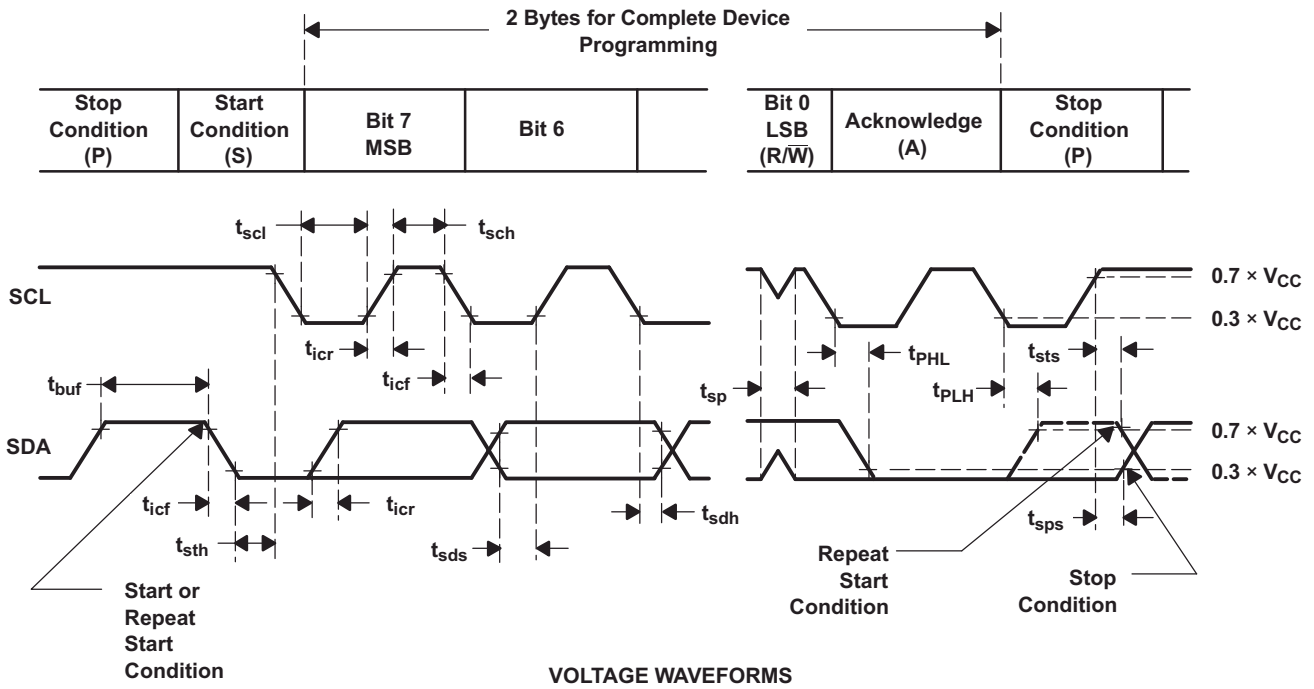 2 Bytes for Complete Device
Programming
Stop
Condition
(P)
Start
Condition
(S)
Bit 7
MSB
Bit 6
Bit 0
LSB
(R/W̅)
Acknowledge
(A)
Stop
Condition
(P)
tscl
tsch
0.7 × VCC
SCL
0.3 × VCC
ticr
tPHL
tsts
tbuf
ticf
tsp
tPLH
SDA
0.7 × VCC
0.3 × VCC
ticf
ticr
tsdh
tsps
tsth
tsds
Repeat
Start
Condition
Stop
Condition
Start or
Repeat
Start
Condition
VOLTAGE WAVEFORMS